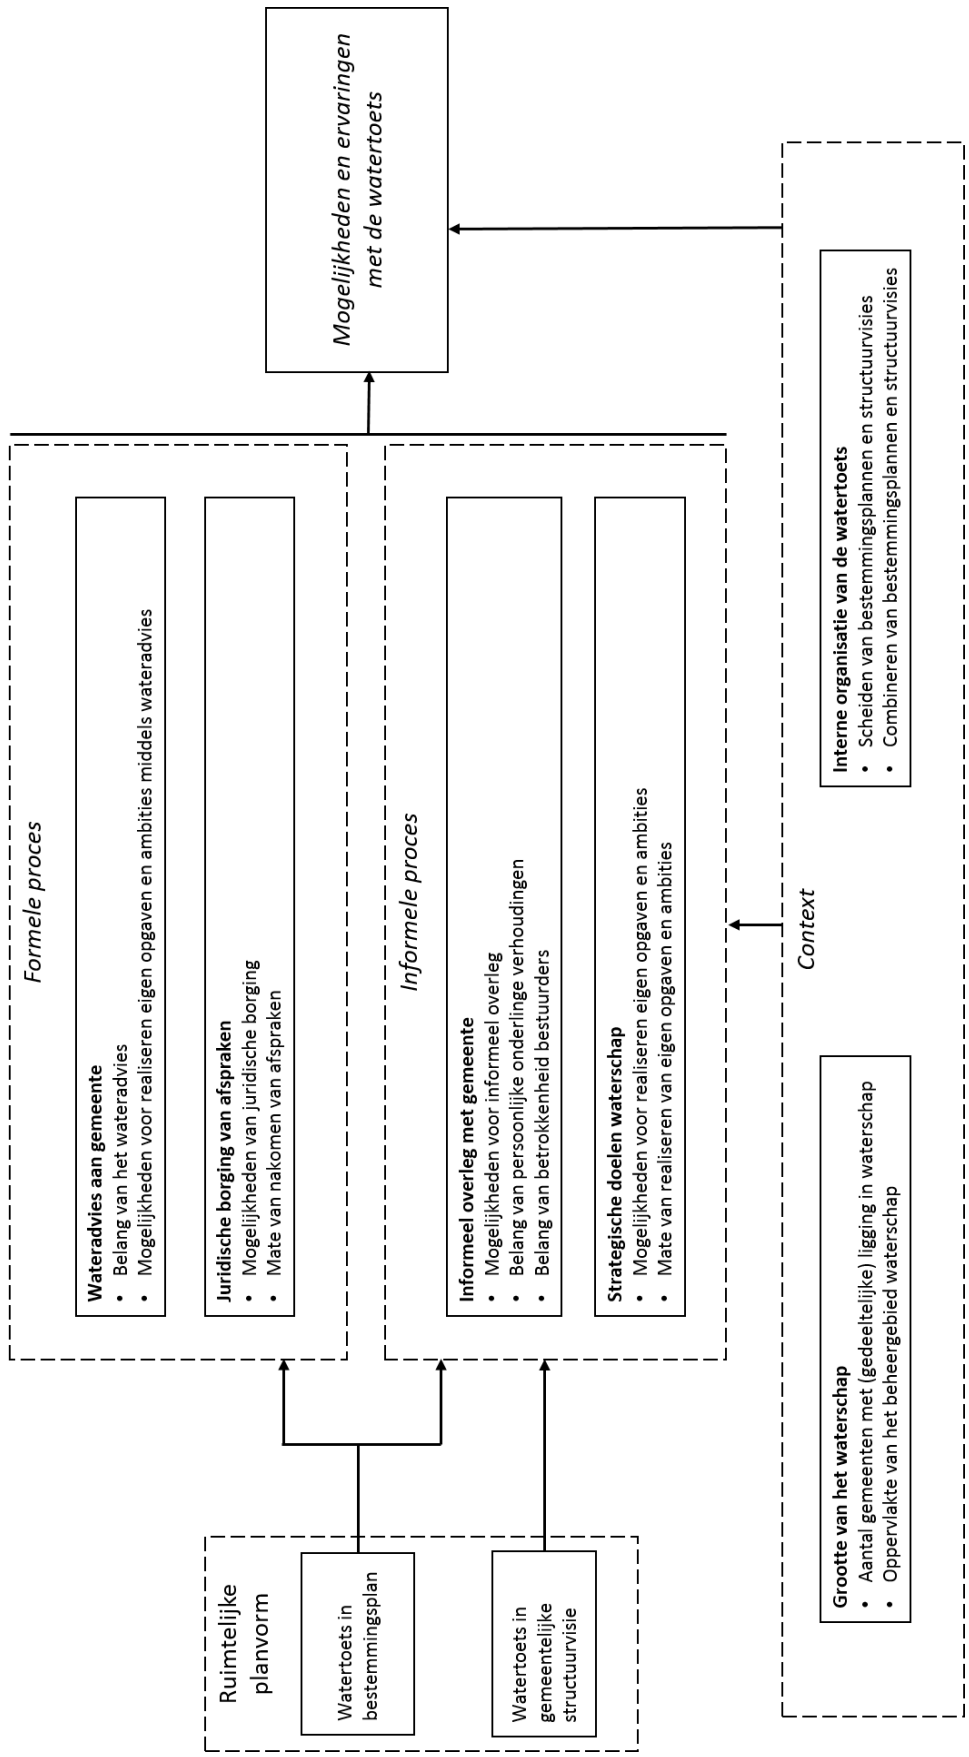 Ruimtelijke
planvorm
Watertoets in
bestemmingsplan
Watertoets in
gemeentelijke
structuurvisie
Formele proces
Wateradvies aan gemeente
• Belang van het wateradvies
• Mogelijkheden voor realiseren eigen opgaven en ambities middels wateradvies
Juridische borging van afspraken
• Mogelijkheden van juridische borging
• Mate van nakomen van afspraken
Informele proces
Informeel overleg met gemeente
• Mogelijkheden voor informeel overleg
• Belang van persoonlijke onderlinge verhoudingen
• Belang van betrokkenheid bestuurders
Strategische doelen waterschap
• Mogelijkheden voor realiseren eigen opgaven en ambities
• Mate van realiseren van eigen opgaven en ambities
Mogelijkheden en ervaringen
met de watertoets
Context
Grootte van het waterschap
• Aantal gemeenten met (gedeeltelijke) ligging in waterschap
• Oppervlakte van het beheergebied waterschap
Interne organisatie van de watertoets
• Scheiden van bestemmingsplannen en structuurvisies
• Combineren van bestemmingsplannen en structuurvisies